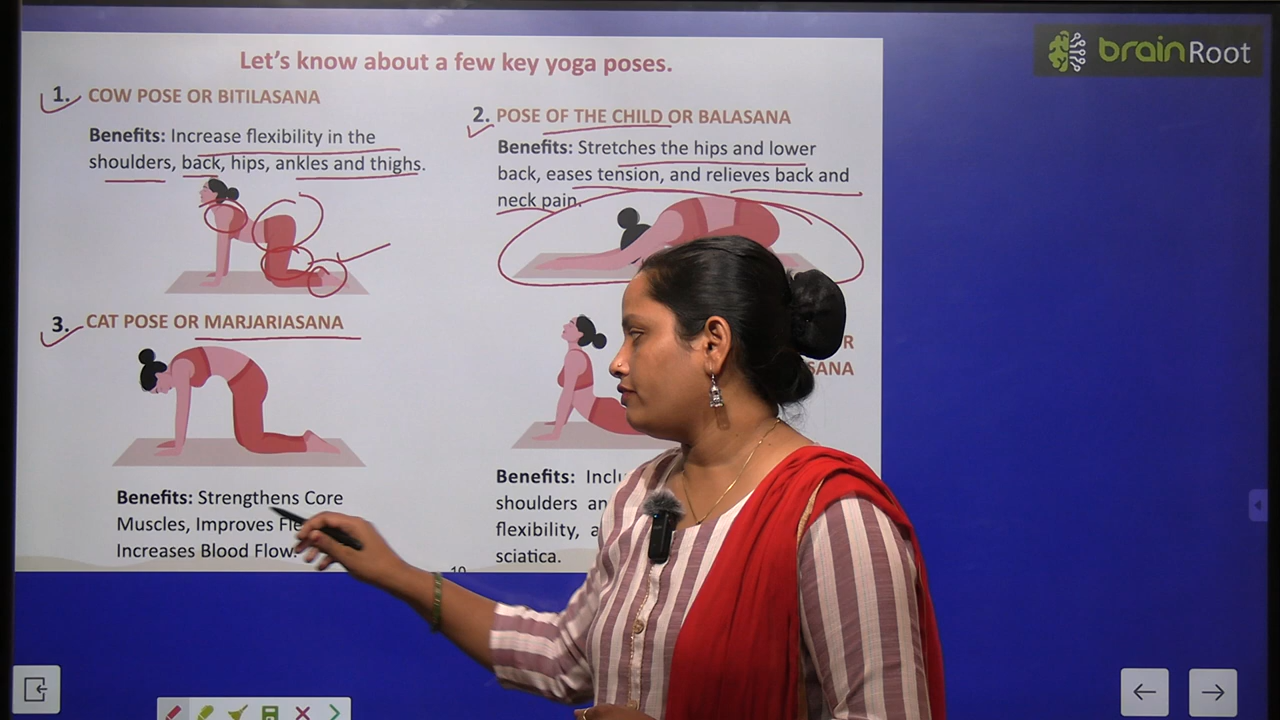 Let's know about a few key yoga poses.
brainRoot
1. COW POSE OR BITILASANA
Benefits: Increase flexibility in the
shoulders, back, hips, ankles and thighs.
2. POSE OF THE CHILD OR BALASANA
Benefits: Stretches the hips and lower
back, eases tension, and relieves back and
neck pain.
3. CAT POSE OR MARJARIASANA
Benefits: Strengthens Core
Muscles, Improves
Increases Blood Flow.
Benefits:
shoulders
flexibility,
sciatica.